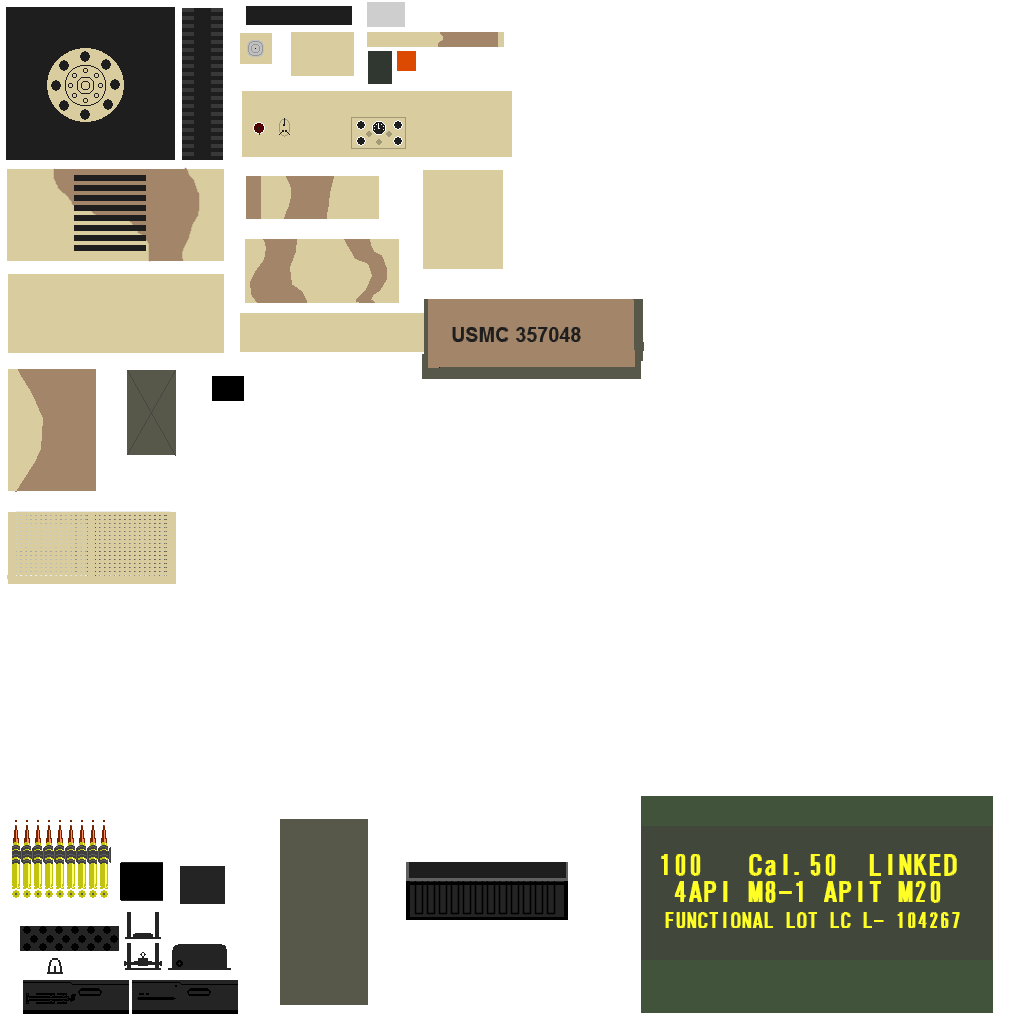 USMC 357048
100 Cal.50 LINKED
4API M8-1 APIT M20
FUNCTIONAL LOT LC L- 104267